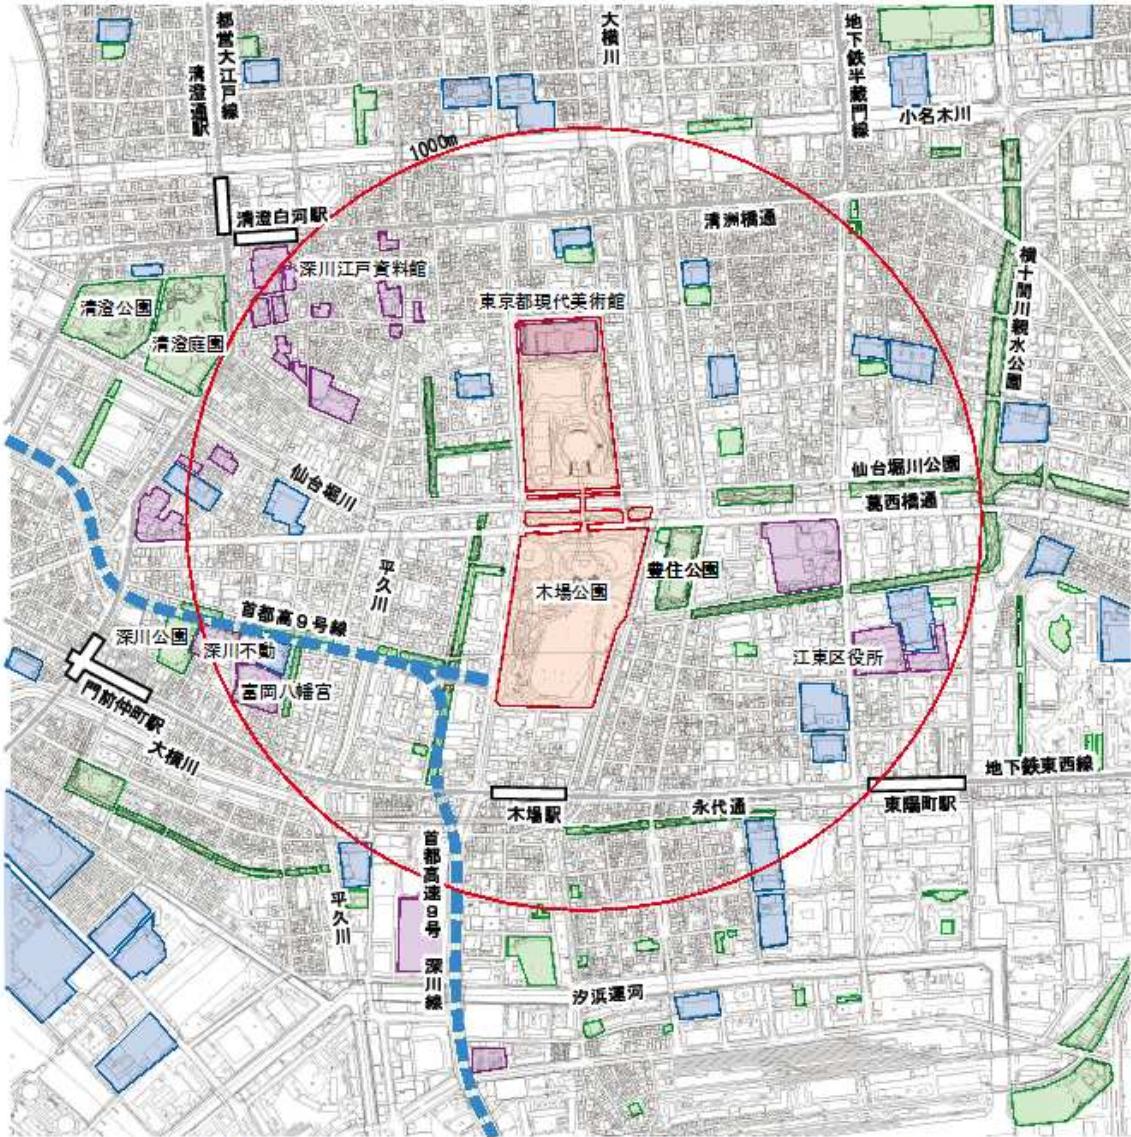 都営大江戸線
清澄通駅
大横川
地下鉄半蔵門線
小名木川
1000m
清澄白河駅
清洲橋通
深川江戸資料館
横十間川親水公園
清澄公園
東京都現代美術館
清澄庭園
仙台堀川
仙台堀川公園
葛西橋通
平久川
豊住公園
木場公園
首都高9号線
深川公園
深川不動
江東区役所
富岡八幡宮
門前仲町駅
大横川
地下鉄東西線
木場駅
永代通
東陽町駅
首都高速9号 深川線
平久川
汐浜運河